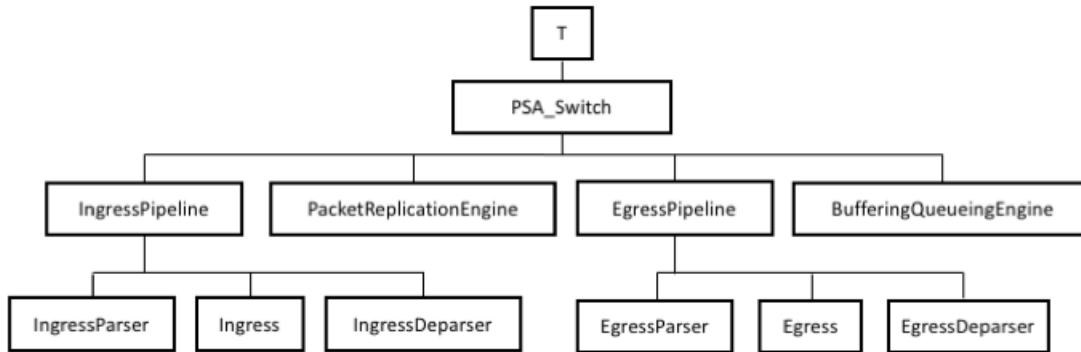 T
PSA_Switch
IngressPipeline
PacketReplicationEngine
EgressPipeline
BufferingQueueingEngine
IngressParser
Ingress
IngressDeparser
EgressParser
Egress
EgressDeparser